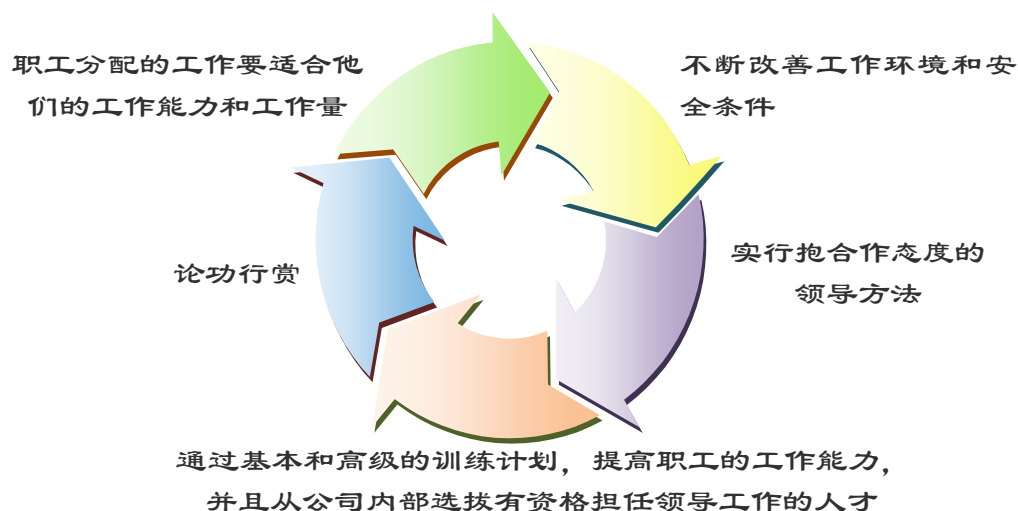 职工分配的工作要适合他
们的工作能力和工作量
不断改善工作环境和安
全条件
实行抱合作态度的
领导方法
通过基本和高级的训练计划，提高职工的工作能力，
并且从公司内部选拔有资格担任领导工作的人才
论功行赏